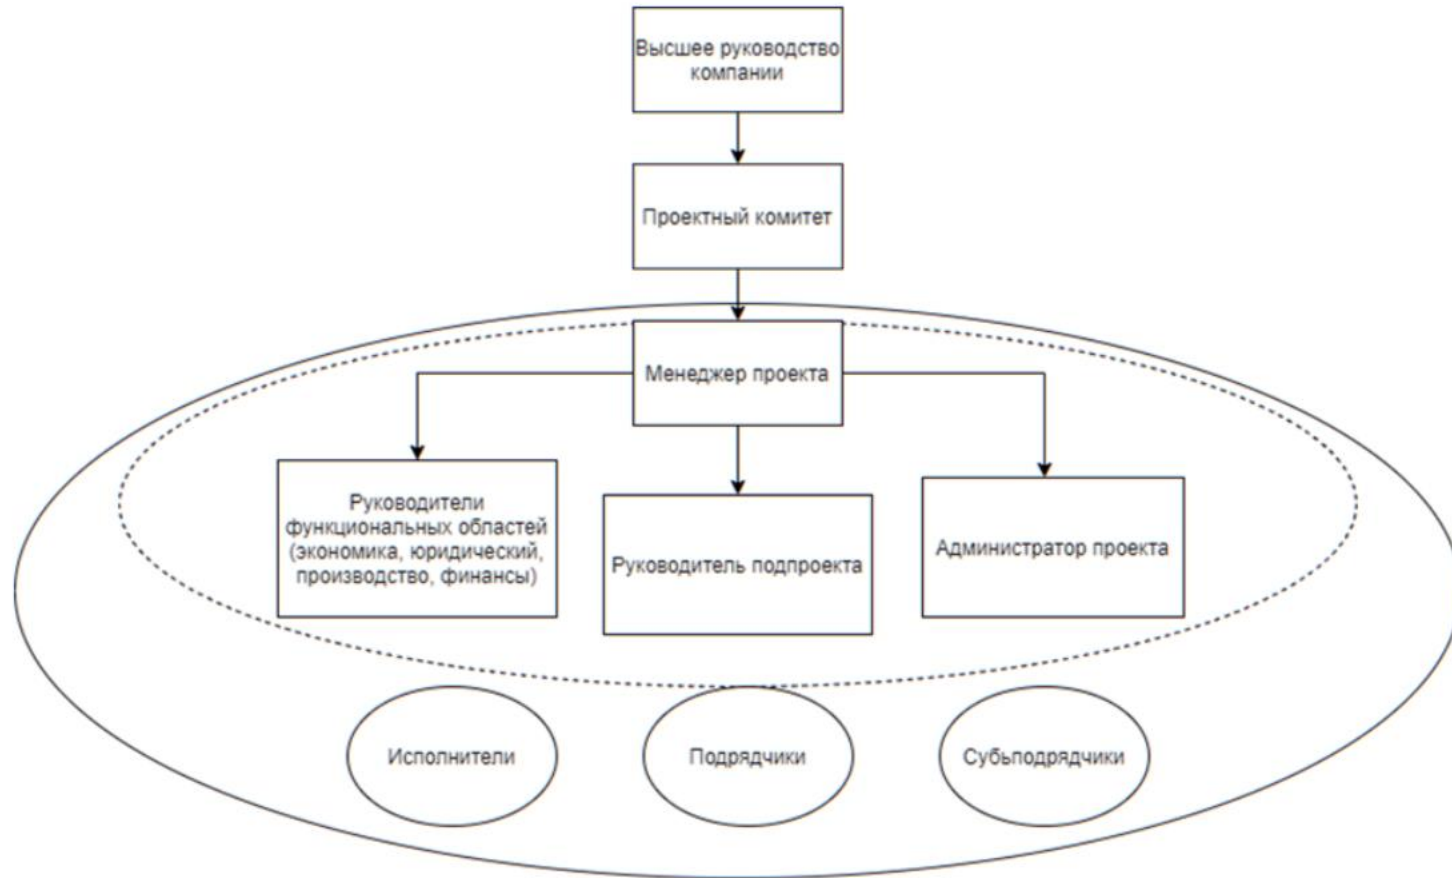 Высшее руководство
компании
Проектный комитет
Менеджер проекта
Руководители
функциональных областей
(экономика, юридический,
производство, финансы)
Руководитель подпроекта
Администратор проекта
Исполнители
Подрядчики
Субьподрядчики